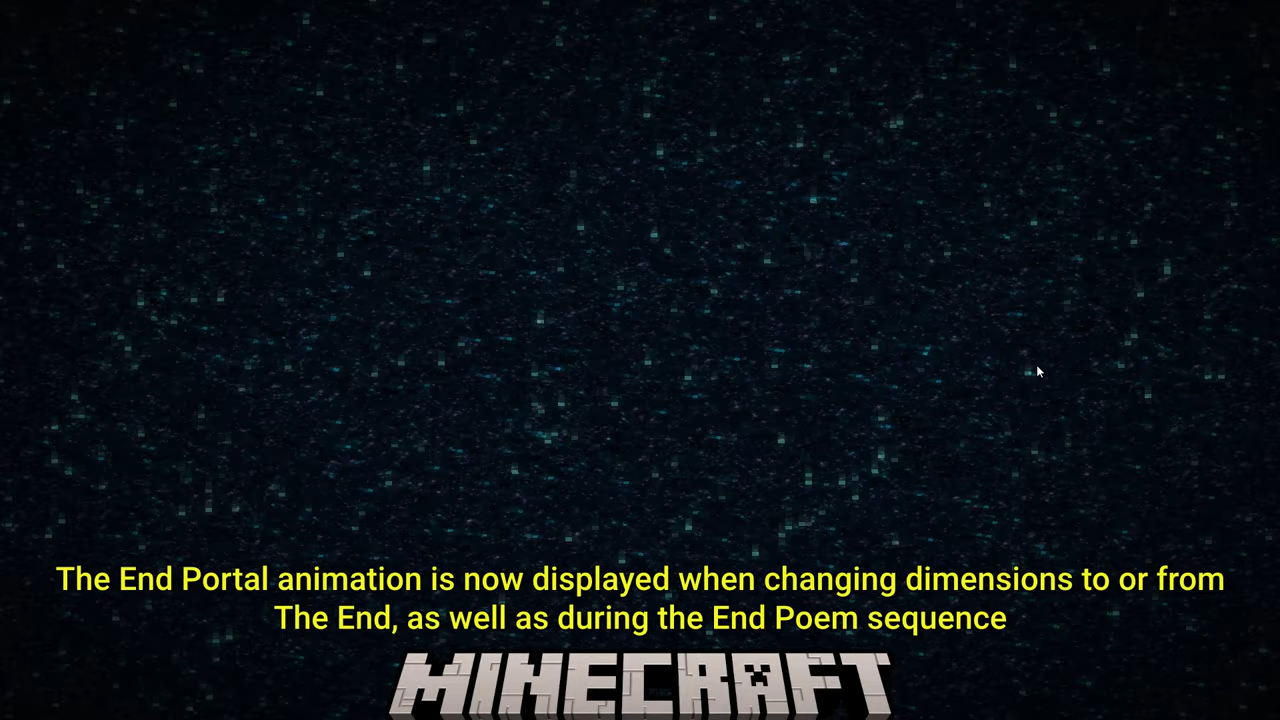 The End Portal animation is now displayed when changing dimensions to or from
The End, as well as during the End Poem sequence
MINECRAFT